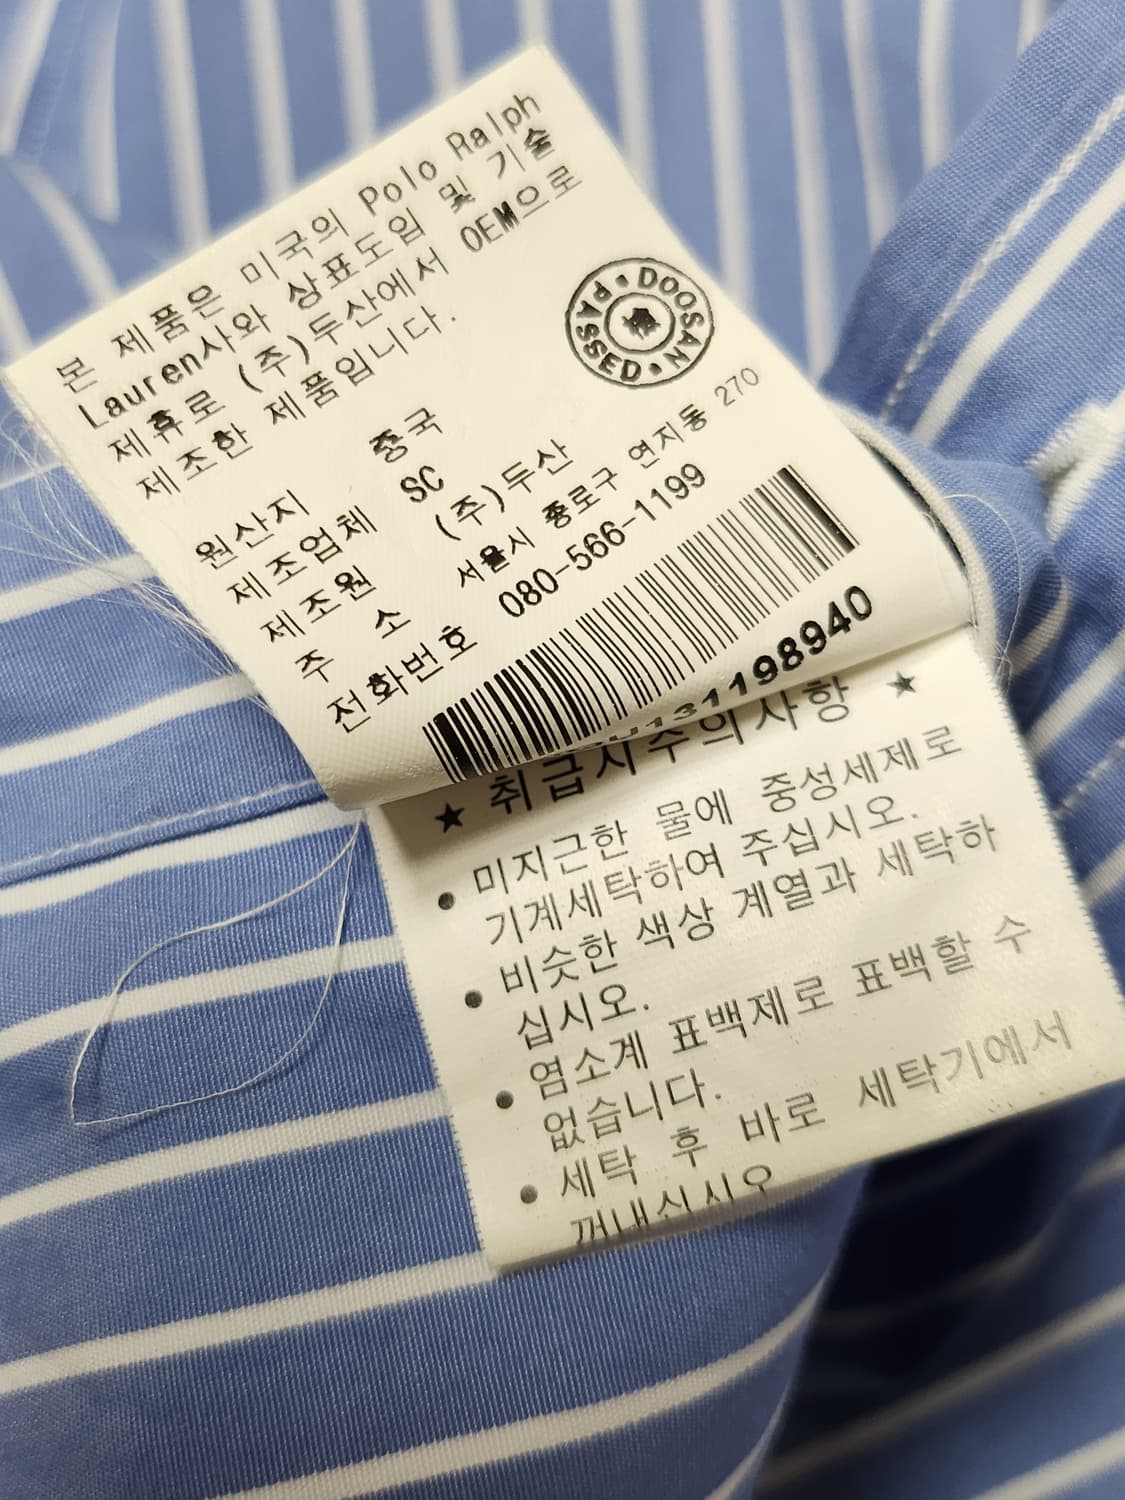 본 제품은 미국의 Polo Ralph
Lauren사와 상표도입 및 기술
제휴로 (주)두산에서 OEM으로
제조한 제품입니다.
PASSED • DOOSAN •
원산지 중국
제조업체 SC
제조원 (주)두산
주 소 서울시 종로구 연지동 270
전화번호 080-566-1199
13119894​0
★ 취급시주의사항 ★
• 미지근한 물에 중성세제로
기계세탁하여 주십시오.
• 비슷한 색상 계열과 세탁하
십시오.
• 염소계 표백제로 표백할 수
없습니다.
• 세탁 후 바로 세탁기에서
꺼내십시오